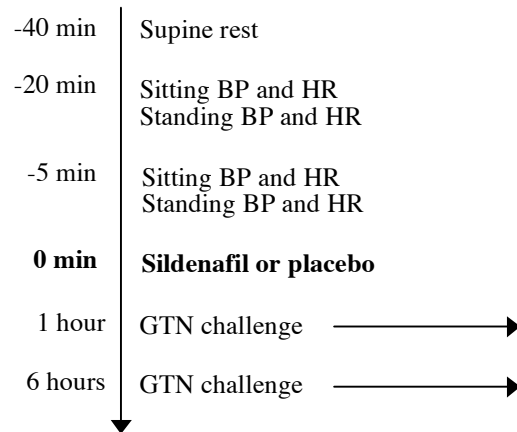 -40 min Supine rest
-20 min Sitting BP and HR
Standing BP and HR
-5 min Sitting BP and HR
Standing BP and HR
0 min Sildenafil or placebo
1 hour GTN challenge
6 hours GTN challenge